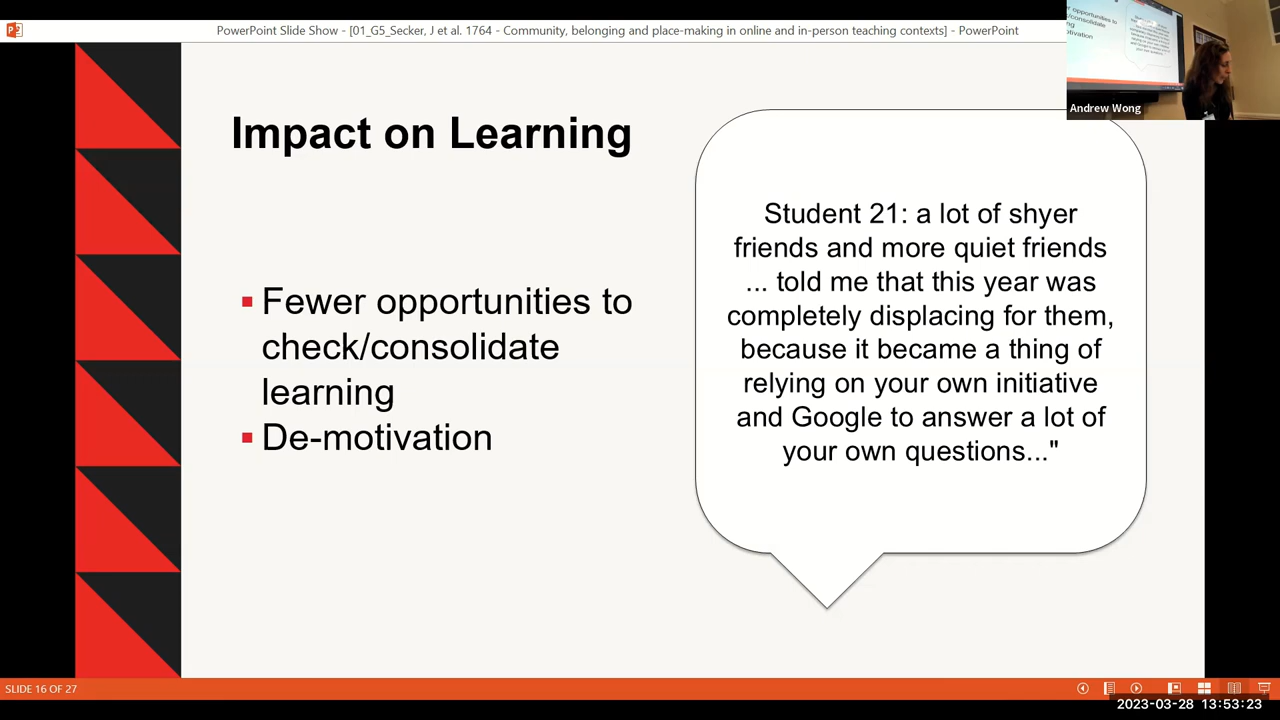 PowerPoint Slide Show - [01_G5_Secker, J_et al. 1764 - Community, belonging and place-making in online and in-person teaching contexts] - PowerPoint
Andrew Wong
Impact on Learning
▪ Fewer opportunities to
check/consolidate
learning
▪ De-motivation
Student 21: a lot of shyer
friends and more quiet friends
... told me that this year was
completely displacing for them,
because it became a thing of
relying on your own initiative
and Google to answer a lot of
your own questions..."
SLIDE 16 OF 27
2023-03-28 13:53:23